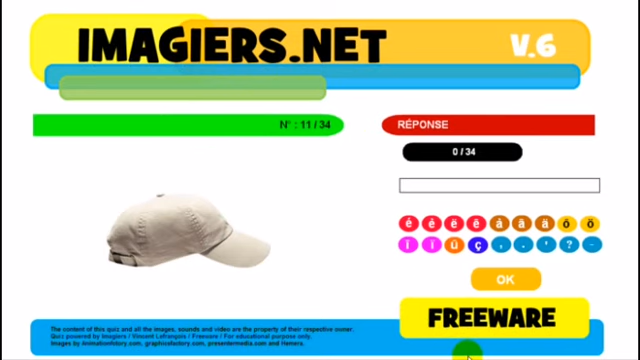 IMAGIERS.NET
V.6
N° : 11 / 34
RÉPONSE
0 / 34
é è ë ê à â ä ô ö
î ï ü ç , . ' ? -
OK
FREEWARE
The content of this quiz and all the images, sounds and video are the property of their respective owner.
Quiz powered by Imagiers / Vincent Lefrançois / Freeware / For educational purpose only.
Images by Animationfatory.com, graphicsfactory.com, presentermedia.com and Hemera.